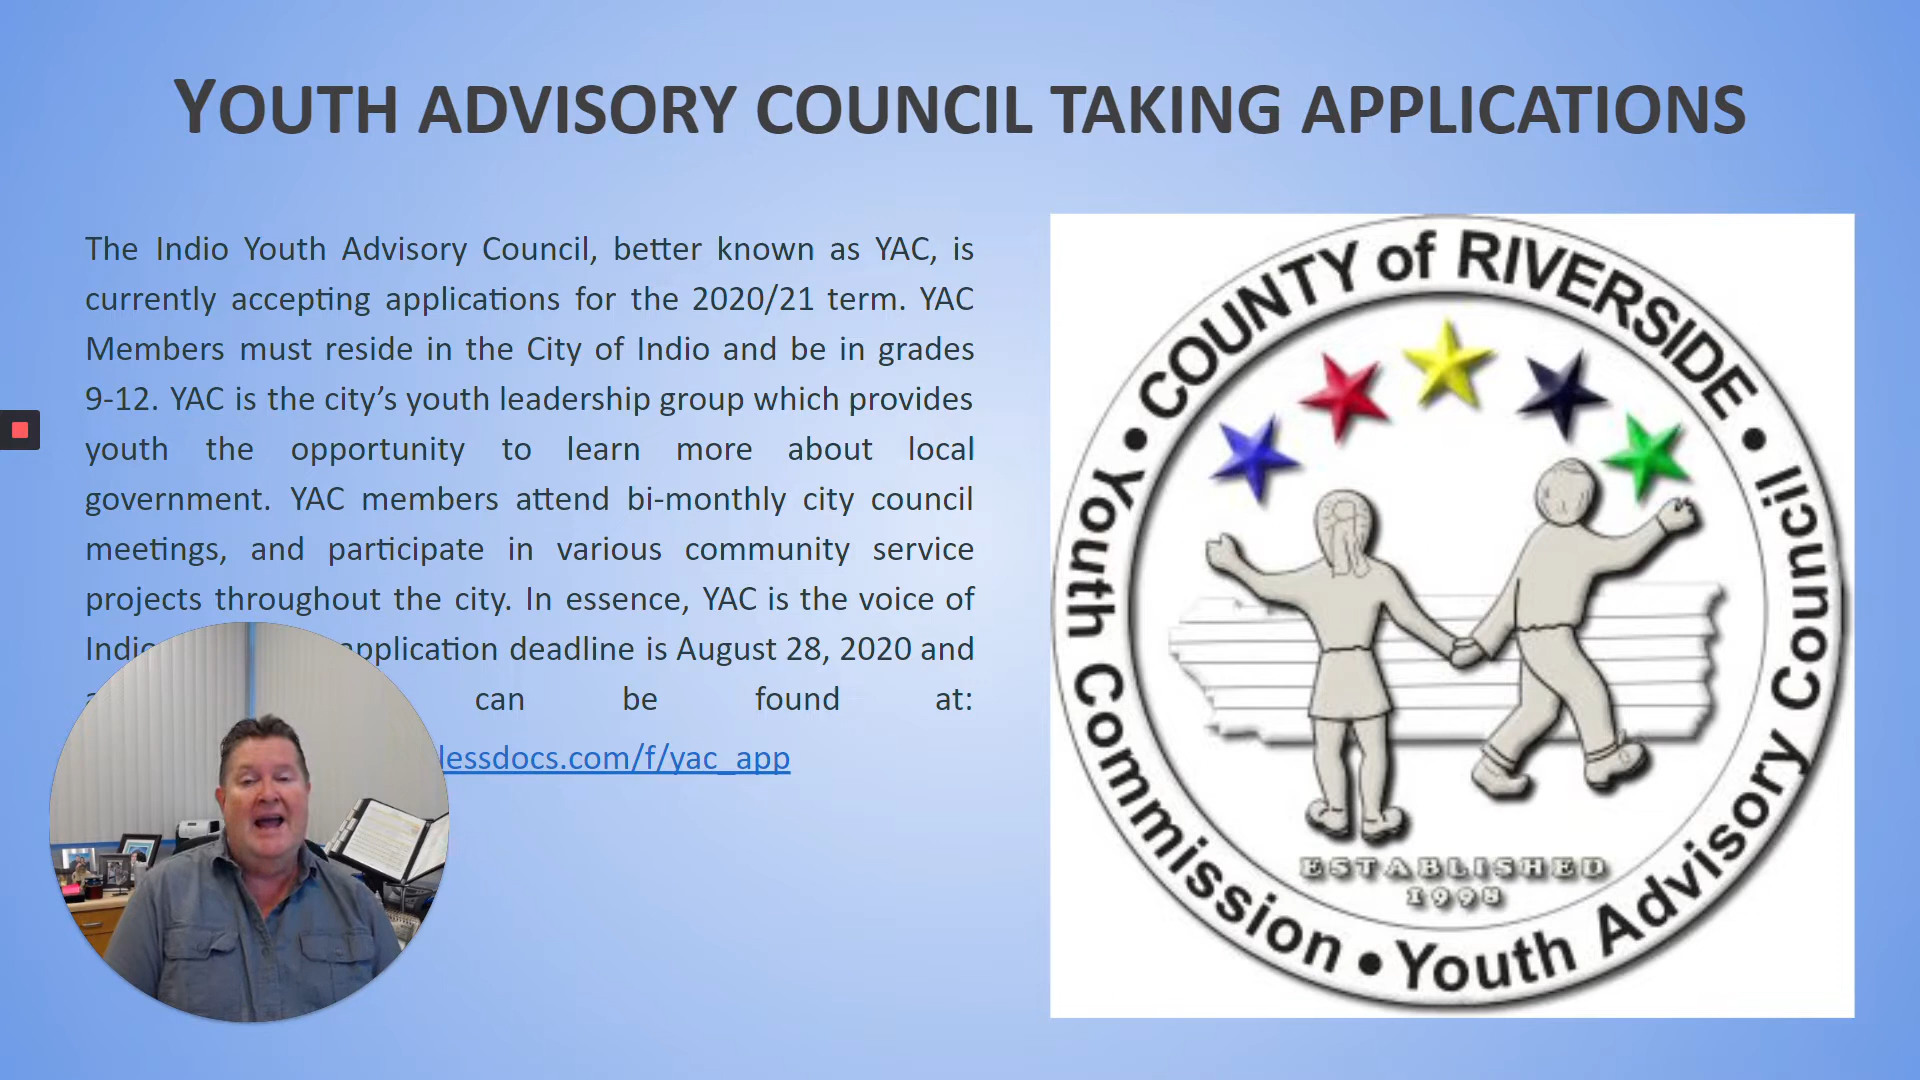 YOUTH ADVISORY COUNCIL TAKING APPLICATIONS
The Indio Youth Advisory Council, better known as YAC, is
currently accepting applications for the 2020/21 term. YAC
Members must reside in the City of Indio and be in grades
9-12. YAC is the city’s youth leadership group which provides
youth the opportunity to learn more about local
government. YAC members attend bi-monthly city council
meetings, and participate in various community service
projects throughout the city. In essence, YAC is the voice of
deadline is August 28, 2020 and
can be found at:
lessdocs.com/f/yac_app
• COUNTY of RIVERSIDE •
Youth Commission • Youth Advisory Council
ESTABLISHED
1998